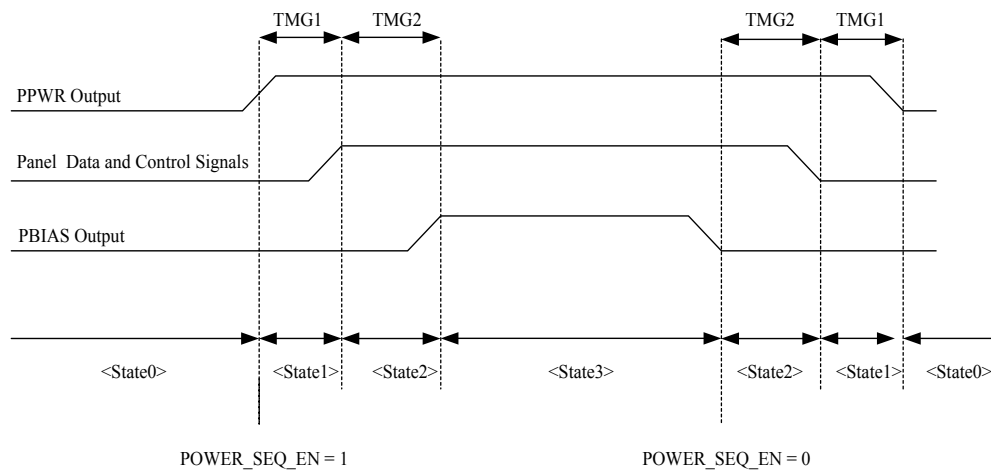 TMG1 TMG2 TMG2 TMG1
PPWR Output
Panel Data and Control Signals
PBIAS Output
<State0> <State1> <State2> <State3> <State2> <State1> <State0>
POWER_SEQ_EN = 1 POWER_SEQ_EN = 0